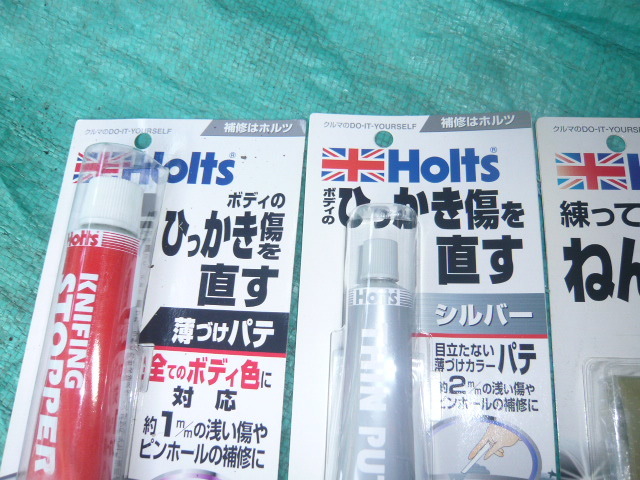 クルマのDO-IT-YOURSELF
補修はホルツ
Holts®
ボディの
ひっかき傷を
直す
薄づけパテ
全てのボディ色に
対応
約1m/mの浅い傷や
ピンホールの補修に
Holts
KNIFING
STOPPER
クルマのDO-IT-YOURSELF
補修はホルツ
Holts®
ボディの
ひっかき傷を
直す
シルバー
目立たない
薄づけカラーパテ
約2m/mの浅い傷や
ピンホールの補修に
Holts
THIN PUT
クルマのDO-IT-YOURSELF
H
練って
ねん